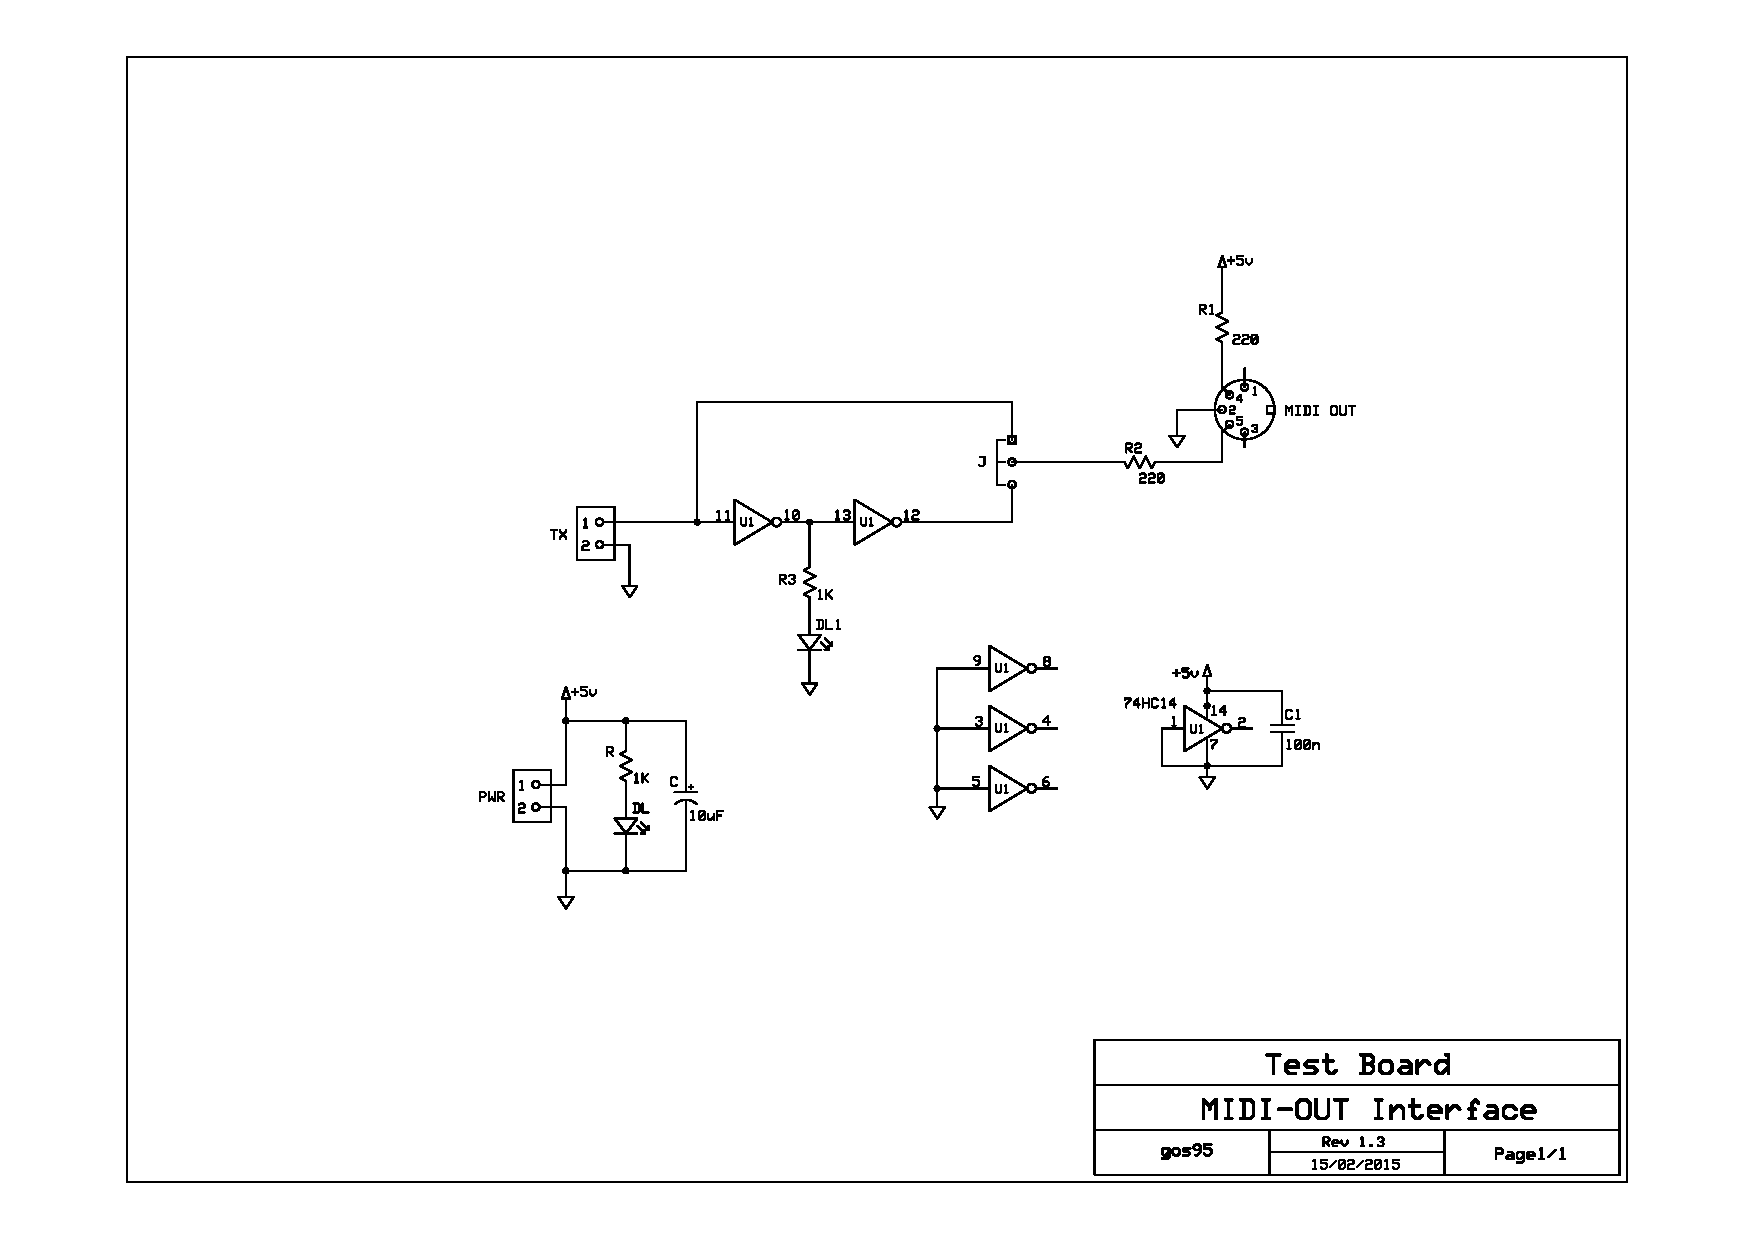 +5v
R1
220
1
4
2
MIDI OUT
5
3
J
R2
220
TX
1
2
11
U1
10
13
U1
12
R3
1K
DL1
9
U1
8
3
U1
4
5
U1
6
+5v
74HC14
14
1
U1
2
7
C1
100n
+5v
R
1K
C
+
10uF
DL
PWR
1
2
Test Board
MIDI-OUT Interface
gos95
Rev 1.3
15/02/2015
Page1/1